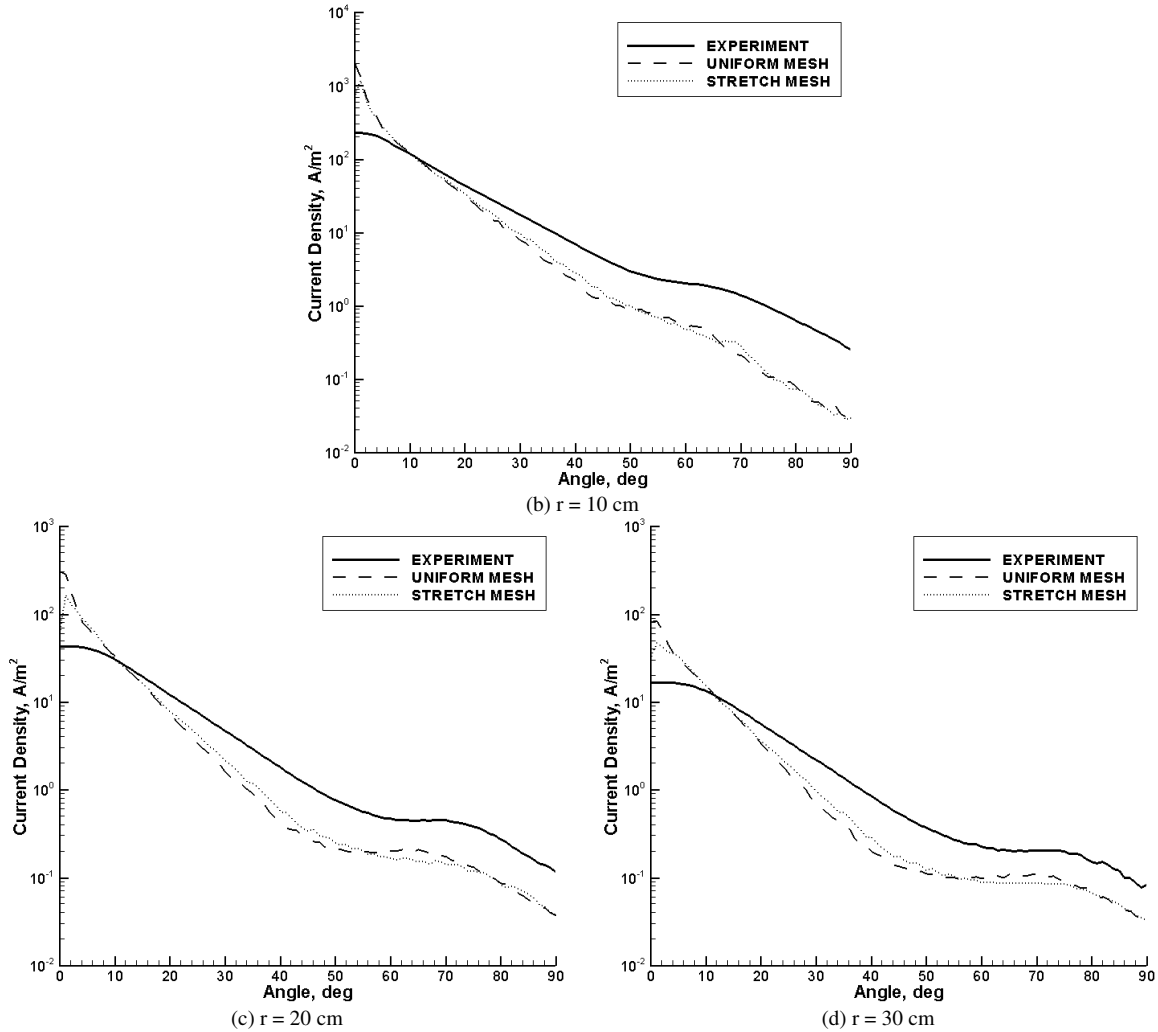 10^4
10^3
10^2
10^1
10^0
10^-1
10^-2
Current Density, A/m^2
EXPERIMENT
UNIFORM MESH
STRETCH MESH
0 10 20 30 40 50 60 70 80 90
Angle, deg
(b) r = 10 cm
10^3
10^2
10^1
10^0
10^-1
10^-2
Current Density, A/m^2
EXPERIMENT
UNIFORM MESH
STRETCH MESH
0 10 20 30 40 50 60 70 80 90
Angle, deg
(c) r = 20 cm
10^3
10^2
10^1
10^0
10^-1
10^-2
Current Density, A/m^2
EXPERIMENT
UNIFORM MESH
STRETCH MESH
0 10 20 30 40 50 60 70 80 90
Angle, deg
(d) r = 30 cm